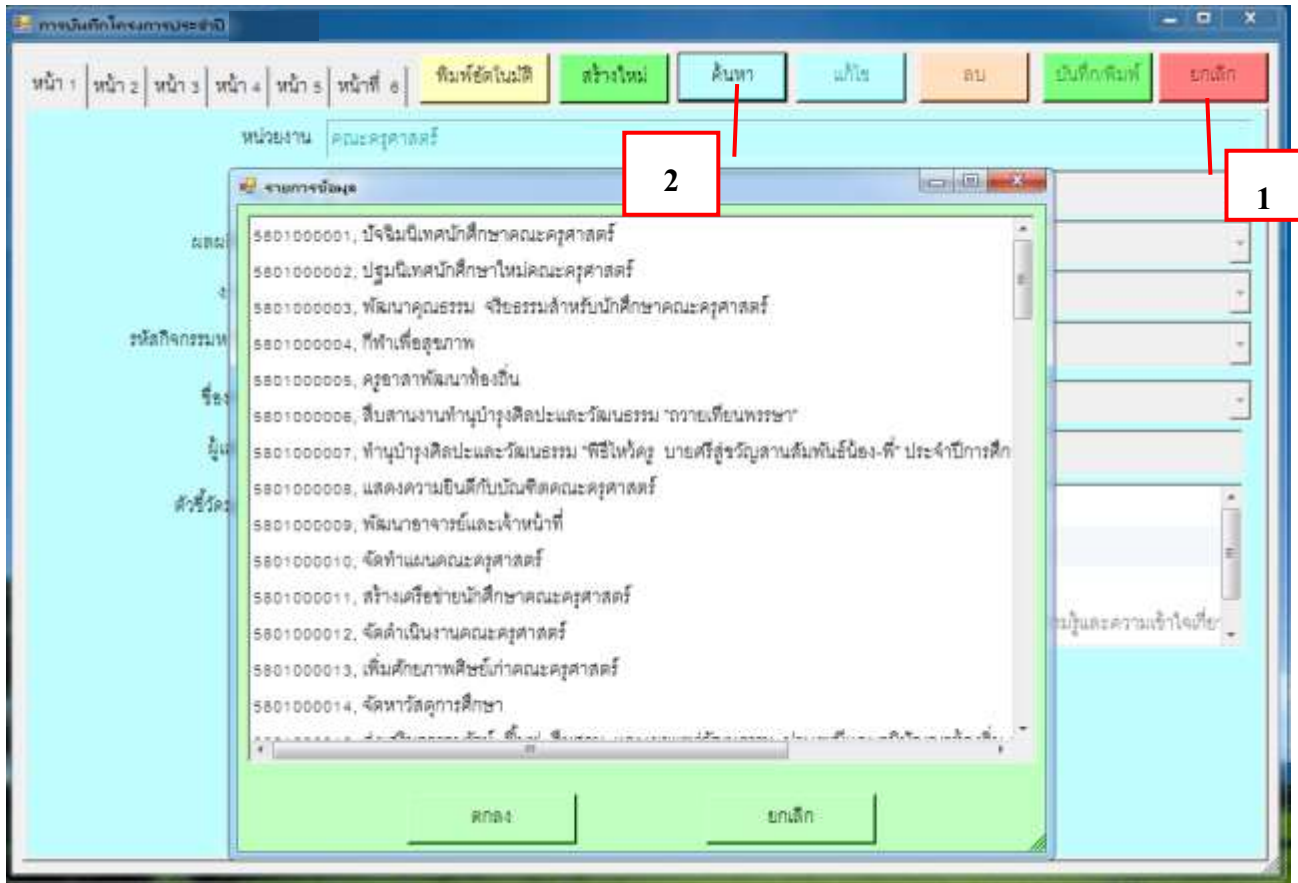 การบันทึกโครงการประจำปี
หน้า 1 หน้า 2 หน้า 3 หน้า 4 หน้า 5 หน้าที่ 6
พิมพ์อัตโนมัติ สร้างใหม่ ค้นหา แก้ไข ลบ บันทึก/พิมพ์ ยกเลิก
หน่วยงาน คณะครุศาสตร์
2
1
รายการข้อมูล
5801000001, ปัจฉิมนิเทศนักศึกษาคณะครุศาสตร์
5801000002, ปฐมนิเทศนักศึกษาใหม่คณะครุศาสตร์
5801000003, พัฒนาคุณธรรม จริยธรรมสำหรับนักศึกษาคณะครุศาสตร์
รหัสกิจกรรมห
5801000004, กีฬาเพื่อสุขภาพ
5801000005, ครูอาสาพัฒนาท้องถิ่น
5801000006, สืบสานงานทำนุบำรุงศิลปะและวัฒนธรรม "ถวายเทียนพรรษา"
5801000007, ทำนุบำรุงศิลปะและวัฒนธรรม "พิธีไหว้ครู บายศรีสู่ขวัญสานสัมพันธ์น้อง-พี่" ประจำปีการศึก
5801000008, แสดงความยินดีกับบัณฑิตคณะครุศาสตร์
ตัวชี้วัด
5801000009, พัฒนาอาจารย์และเจ้าหน้าที่
5801000010, จัดทำแผนคณะครุศาสตร์
5801000011, สร้างเครือข่ายนักศึกษาคณะครุศาสตร์
5801000012, จัดดำเนินงานคณะครุศาสตร์
มรู้และความเข้าใจเกี่ย
5801000013, เพิ่มศักยภาพศิษย์เก่าคณะครุศาสตร์
5801000014, จัดหาวัสดุการศึกษา
ตกลง ยกเลิก